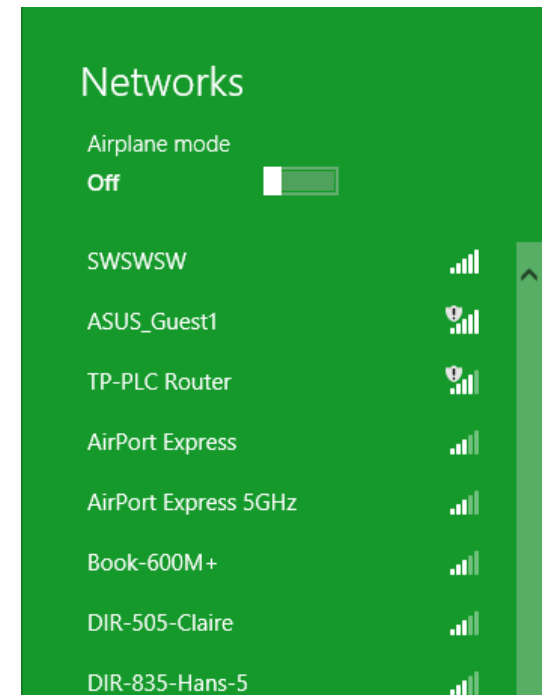 Networks
Airplane mode
Off
SWSWSW
ASUS_Guest1
TP-PLC Router
AirPort Express
AirPort Express 5GHz
Book-600M+
DIR-505-Claire
DIR-835-Hans-5